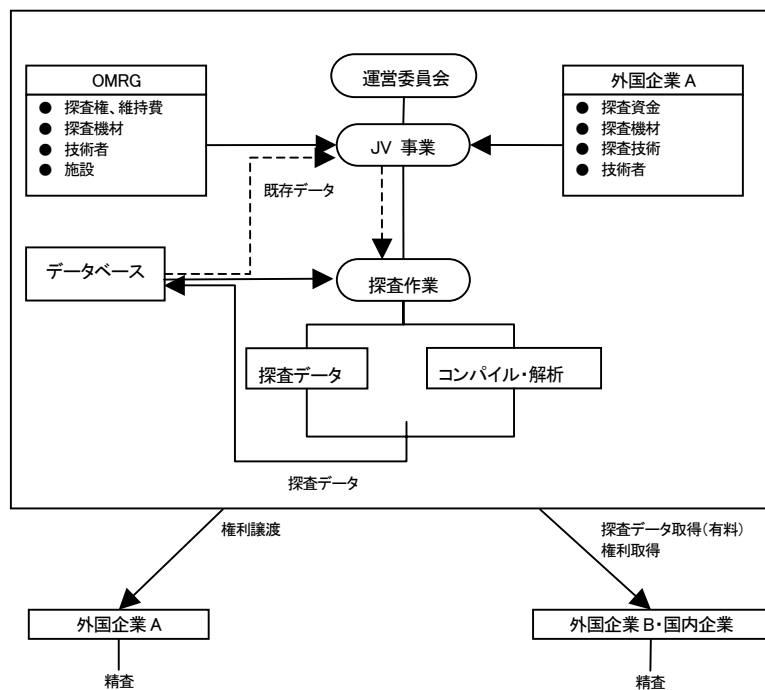 運営委員会
OMRG
● 探査権、維持費
● 探査機材
● 技術者
● 施設
外国企業 A
● 探査資金
● 探査機材
● 探査技術
● 技術者
JV 事業
既存データ
データベース
探査作業
探査データ
コンパイル・解析
探査データ
権利譲渡
探査データ取得(有料)
権利取得
外国企業 A
外国企業 B・国内企業
精査
精査